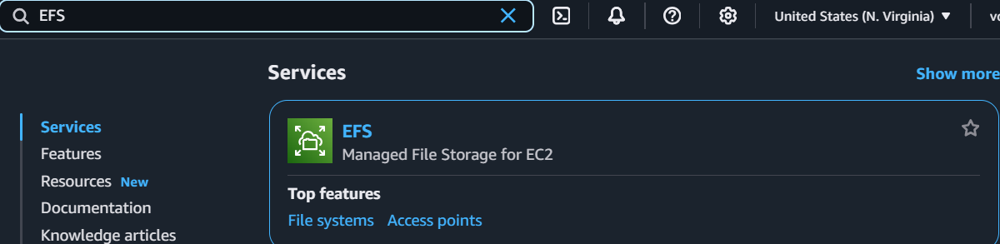 EFS
United States (N. Virginia)
Services
Show more
Services
Features
Resources New
Documentation
Knowledge articles
EFS
Managed File Storage for EC2
Top features
File systems Access points